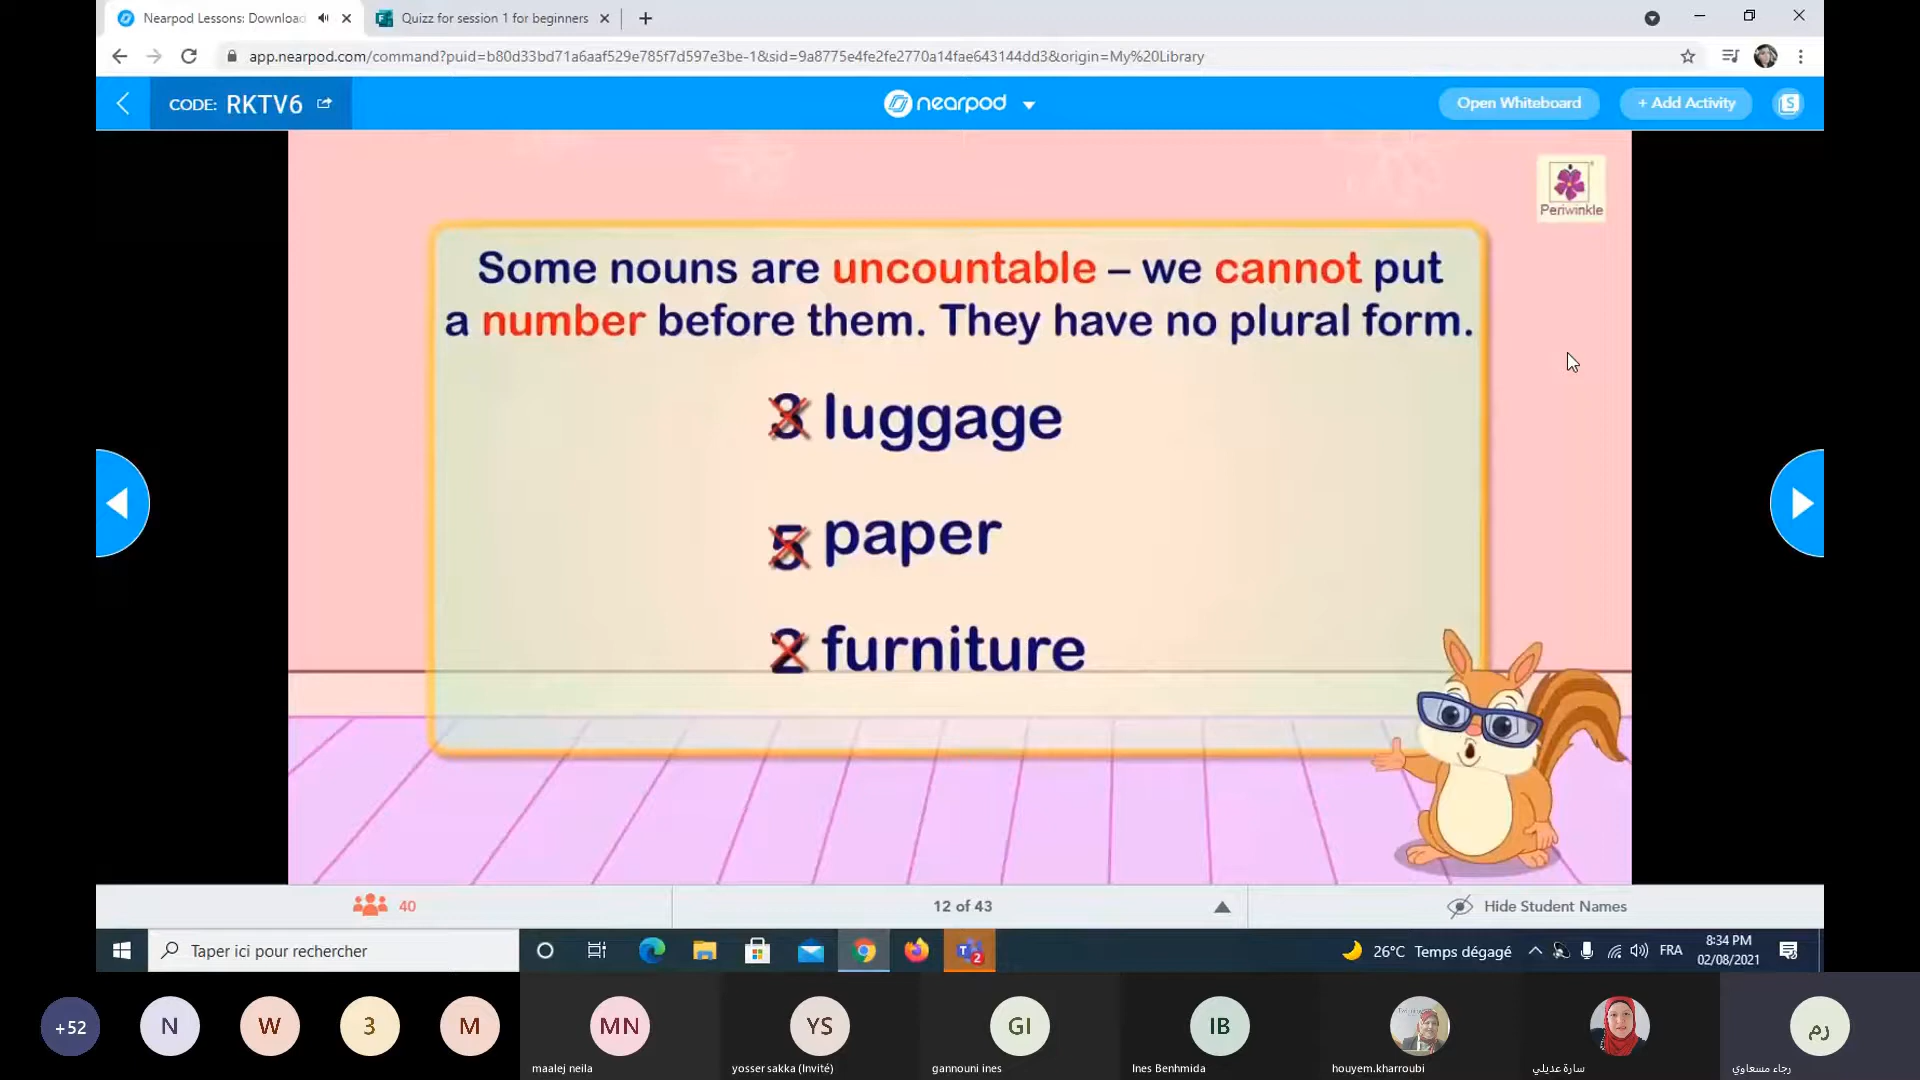 Nearpod Lessons: Download
Quizz for session 1 for beginners
app.nearpod.com/command?puid=b80d33bd71a6aaf529e785f7d597e3be-1&sid=9a8775e4fe2fe2770a14fae643144dd3&origin=My%20Library
CODE: RKTV6
nearpod
Open Whiteboard
+ Add Activity
S
Periwinkle
Some nouns are uncountable – we cannot put
a number before them. They have no plural form.
3 luggage
5 paper
2 furniture
40
12 of 43
Hide Student Names
Taper ici pour rechercher
2
26°C Temps dégagé
FRA
8:34 PM
02/08/2021
+52
N
W
3
M
MN
YS
GI
IB
رم
maalej neila
yosser sakka (Invité)
gannouni ines
Ines Benhmida
houyem.kharroubi
سارة عديلي
رجاء مسعاوي